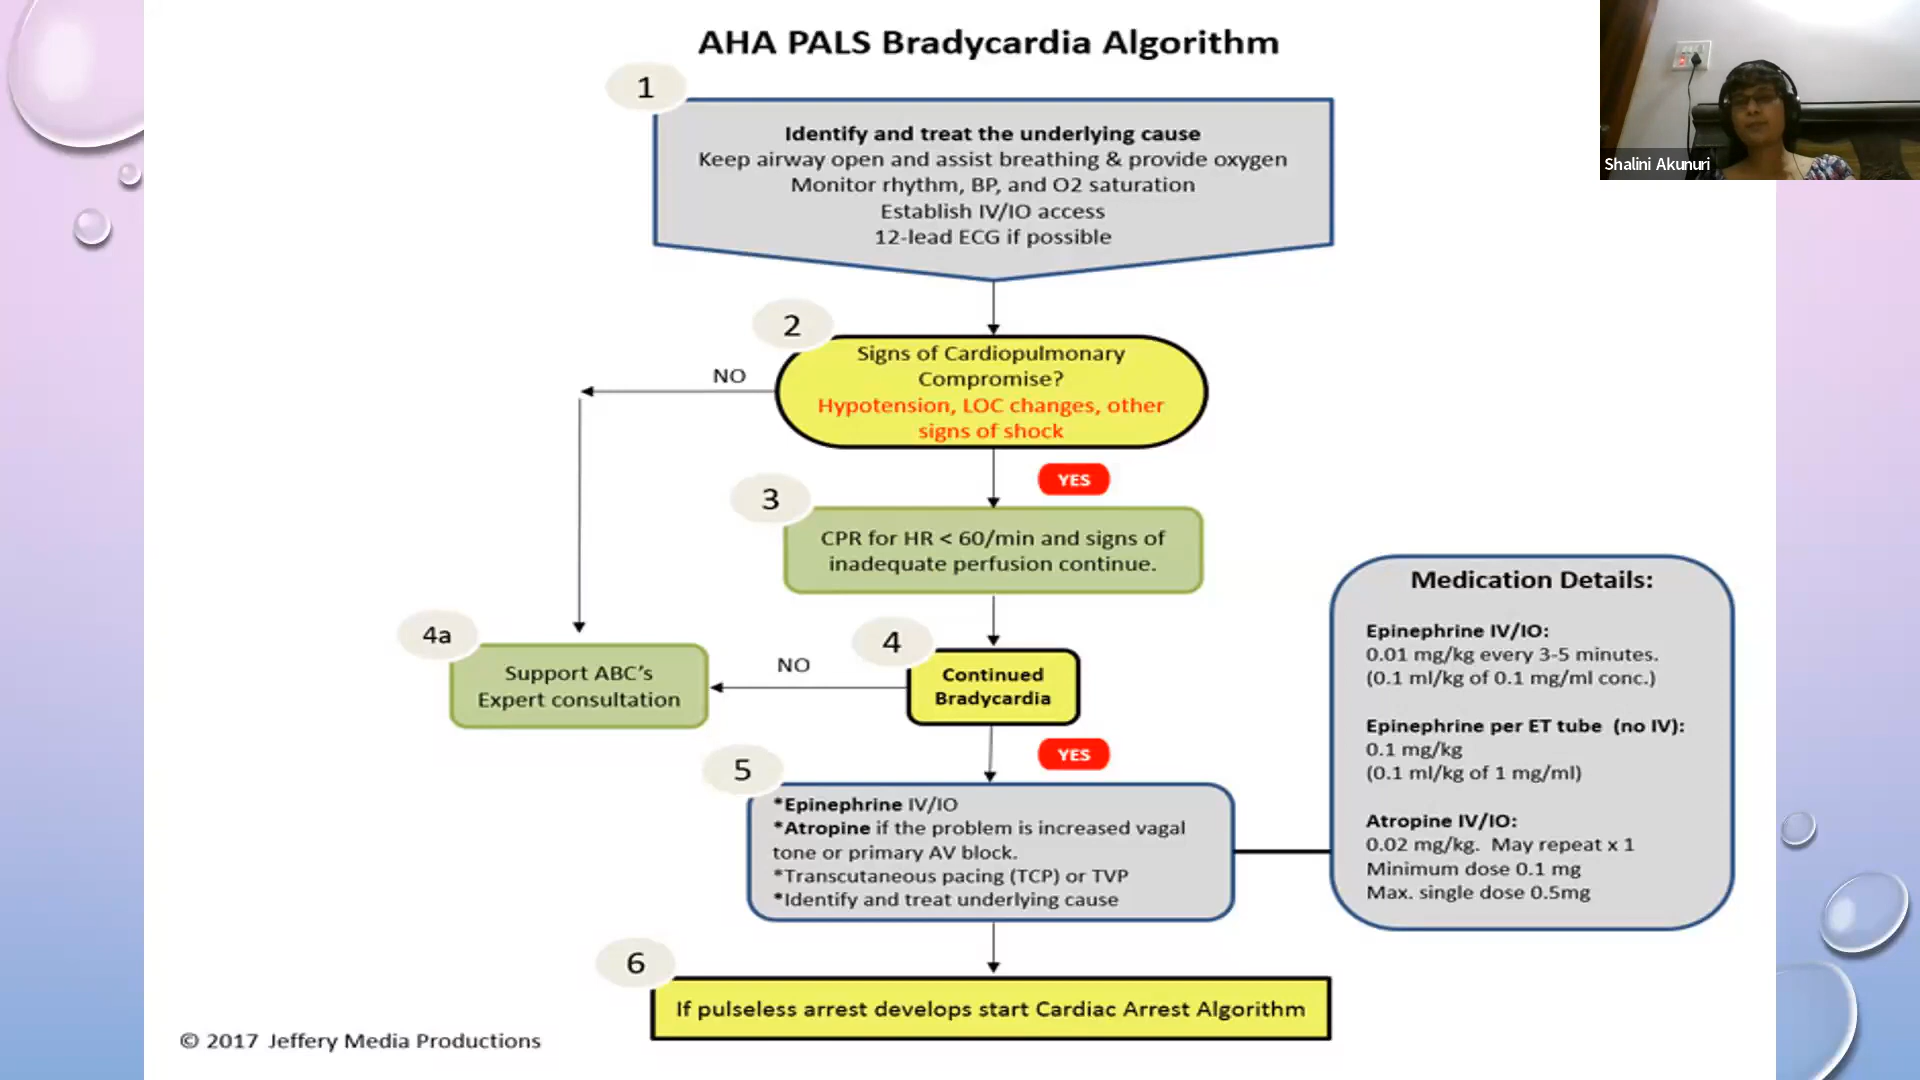 AHA PALS Bradycardia Algorithm
1
Identify and treat the underlying cause
Keep airway open and assist breathing & provide oxygen
Monitor rhythm, BP, and O2 saturation
Establish IV/IO access
12-lead ECG if possible
Shalini Akunuri
2
Signs of Cardiopulmonary
Compromise?
Hypotension, LOC changes, other
signs of shock
NO
YES
3
CPR for HR < 60/min and signs of
inadequate perfusion continue.
4a
Support ABC's
Expert consultation
NO
4
Continued
Bradycardia
YES
5
*Epinephrine IV/IO
*Atropine if the problem is increased vagal
tone or primary AV block.
*Transcutaneous pacing (TCP) or TVP
*Identify and treat underlying cause
Medication Details:
Epinephrine IV/IO:
0.01 mg/kg every 3-5 minutes.
(0.1 ml/kg of 0.1 mg/ml conc.)
Epinephrine per ET tube (no IV):
0.1 mg/kg
(0.1 ml/kg of 1 mg/ml)
Atropine IV/IO:
0.02 mg/kg. May repeat x 1
Minimum dose 0.1 mg
Max. single dose 0.5mg
6
If pulseless arrest develops start Cardiac Arrest Algorithm
© 2017 Jeffery Media Productions